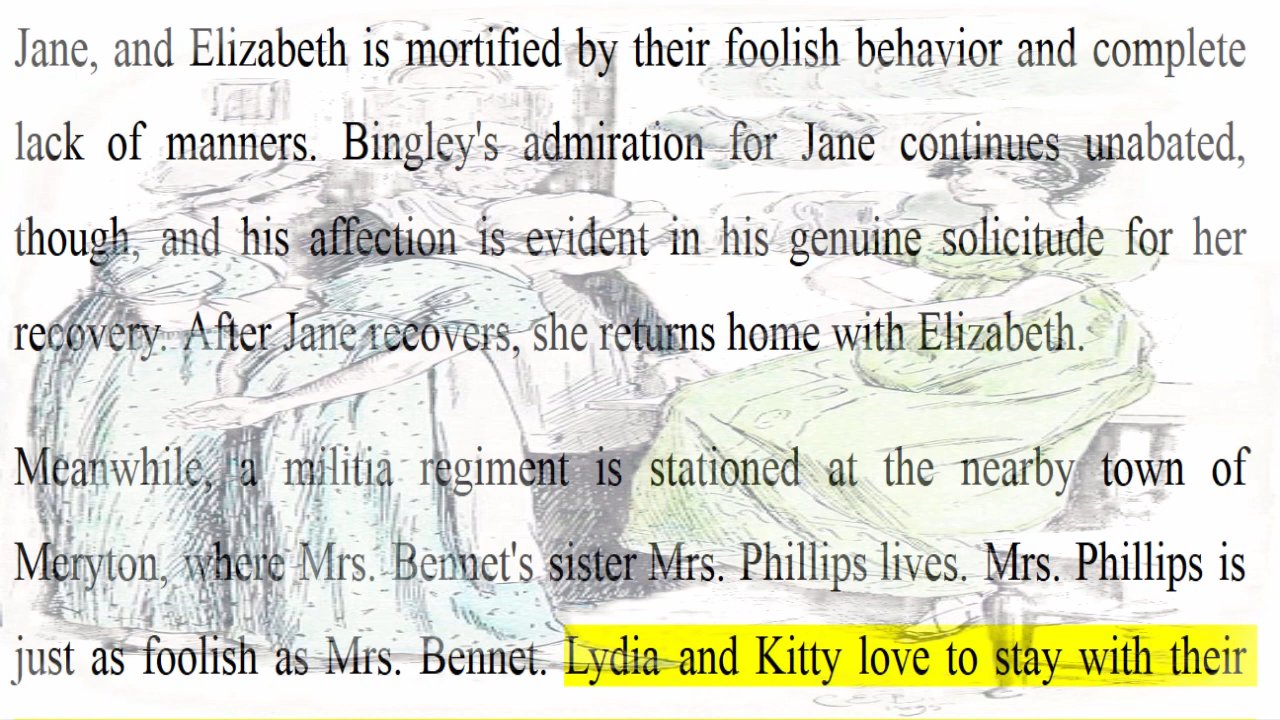 Jane, and Elizabeth is mortified by their foolish behavior and complete
lack of manners. Bingley's admiration for Jane continues unabated,
though, and his affection is evident in his genuine solicitude for her
recovery. After Jane recovers, she returns home with Elizabeth.
Meanwhile, a militia regiment is stationed at the nearby town of
Meryton, where Mrs. Bennet's sister Mrs. Phillips lives. Mrs. Phillips is
just as foolish as Mrs. Bennet. Lydia and Kitty love to stay with their